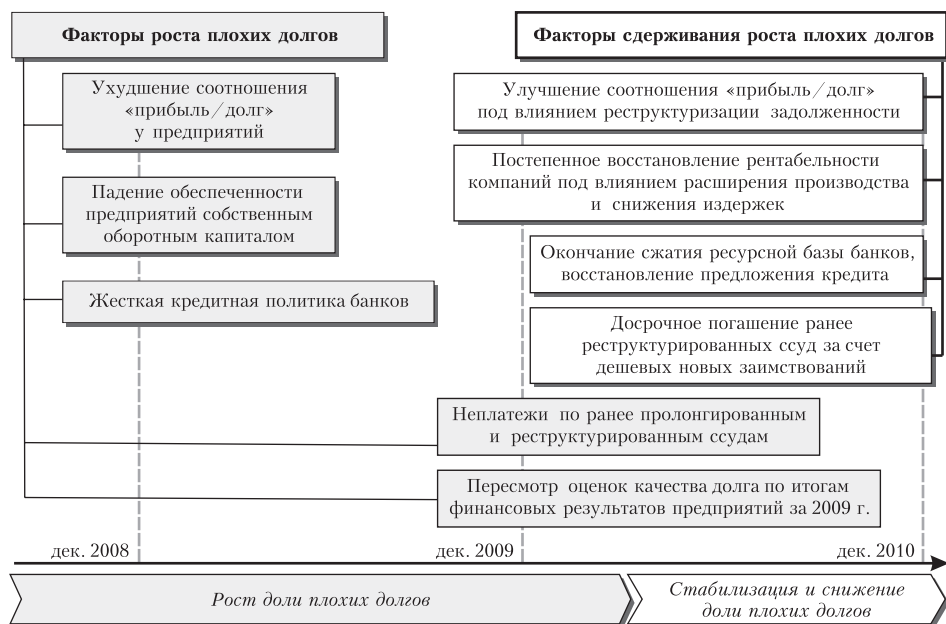 Факторы роста плохих долгов
Факторы сдерживания роста плохих долгов
Ухудшение соотношения
«прибыль/долг»
у предприятий
Падение обеспеченности
предприятий собственным
оборотным капиталом
Жесткая кредитная политика банков
Улучшение соотношения «прибыль/долг»
под влиянием реструктуризации задолженности
Постепенное восстановление рентабельности
компаний под влиянием расширения производства
и снижения издержек
Окончание сжатия ресурсной базы банков,
восстановление предложения кредита
Досрочное погашение ранее
реструктурированных ссуд за счет
дешевых новых заимствований
Неплатежи по ранее пролонгированным
и реструктурированным ссудам
Пересмотр оценок качества долга по итогам
финансовых результатов предприятий за 2009 г.
дек. 2008
дек. 2009
дек. 2010
Рост доли плохих долгов
Стабилизация и снижение
доли плохих долгов